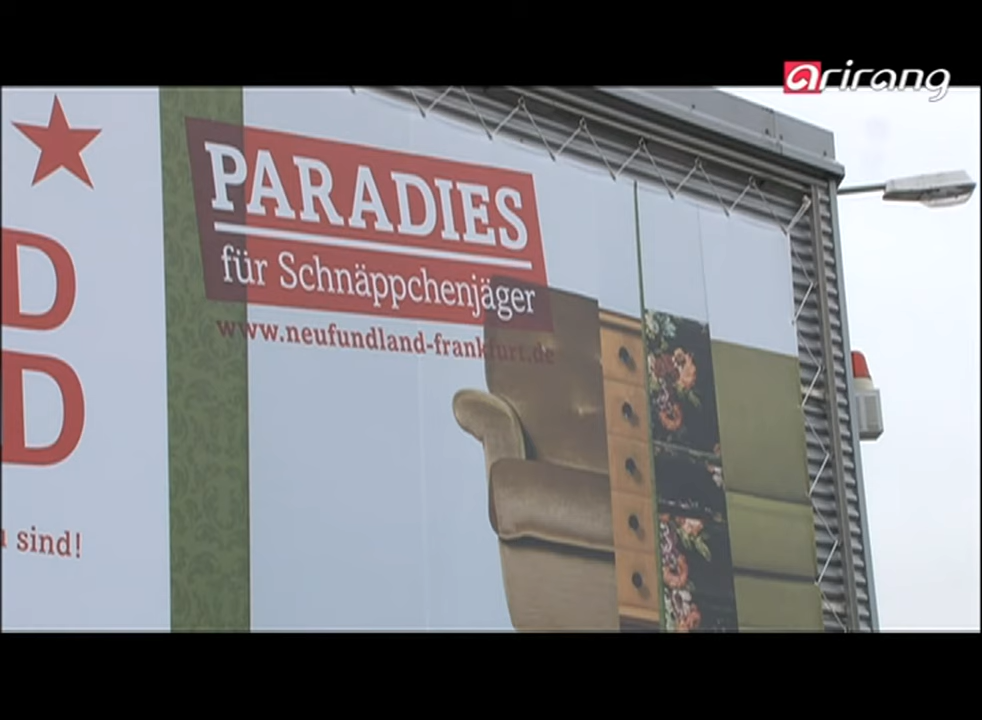 arirang
D
D
sind!
PARADIES
für Schnäppchenjäger
www.neufundland-frankfurt.de